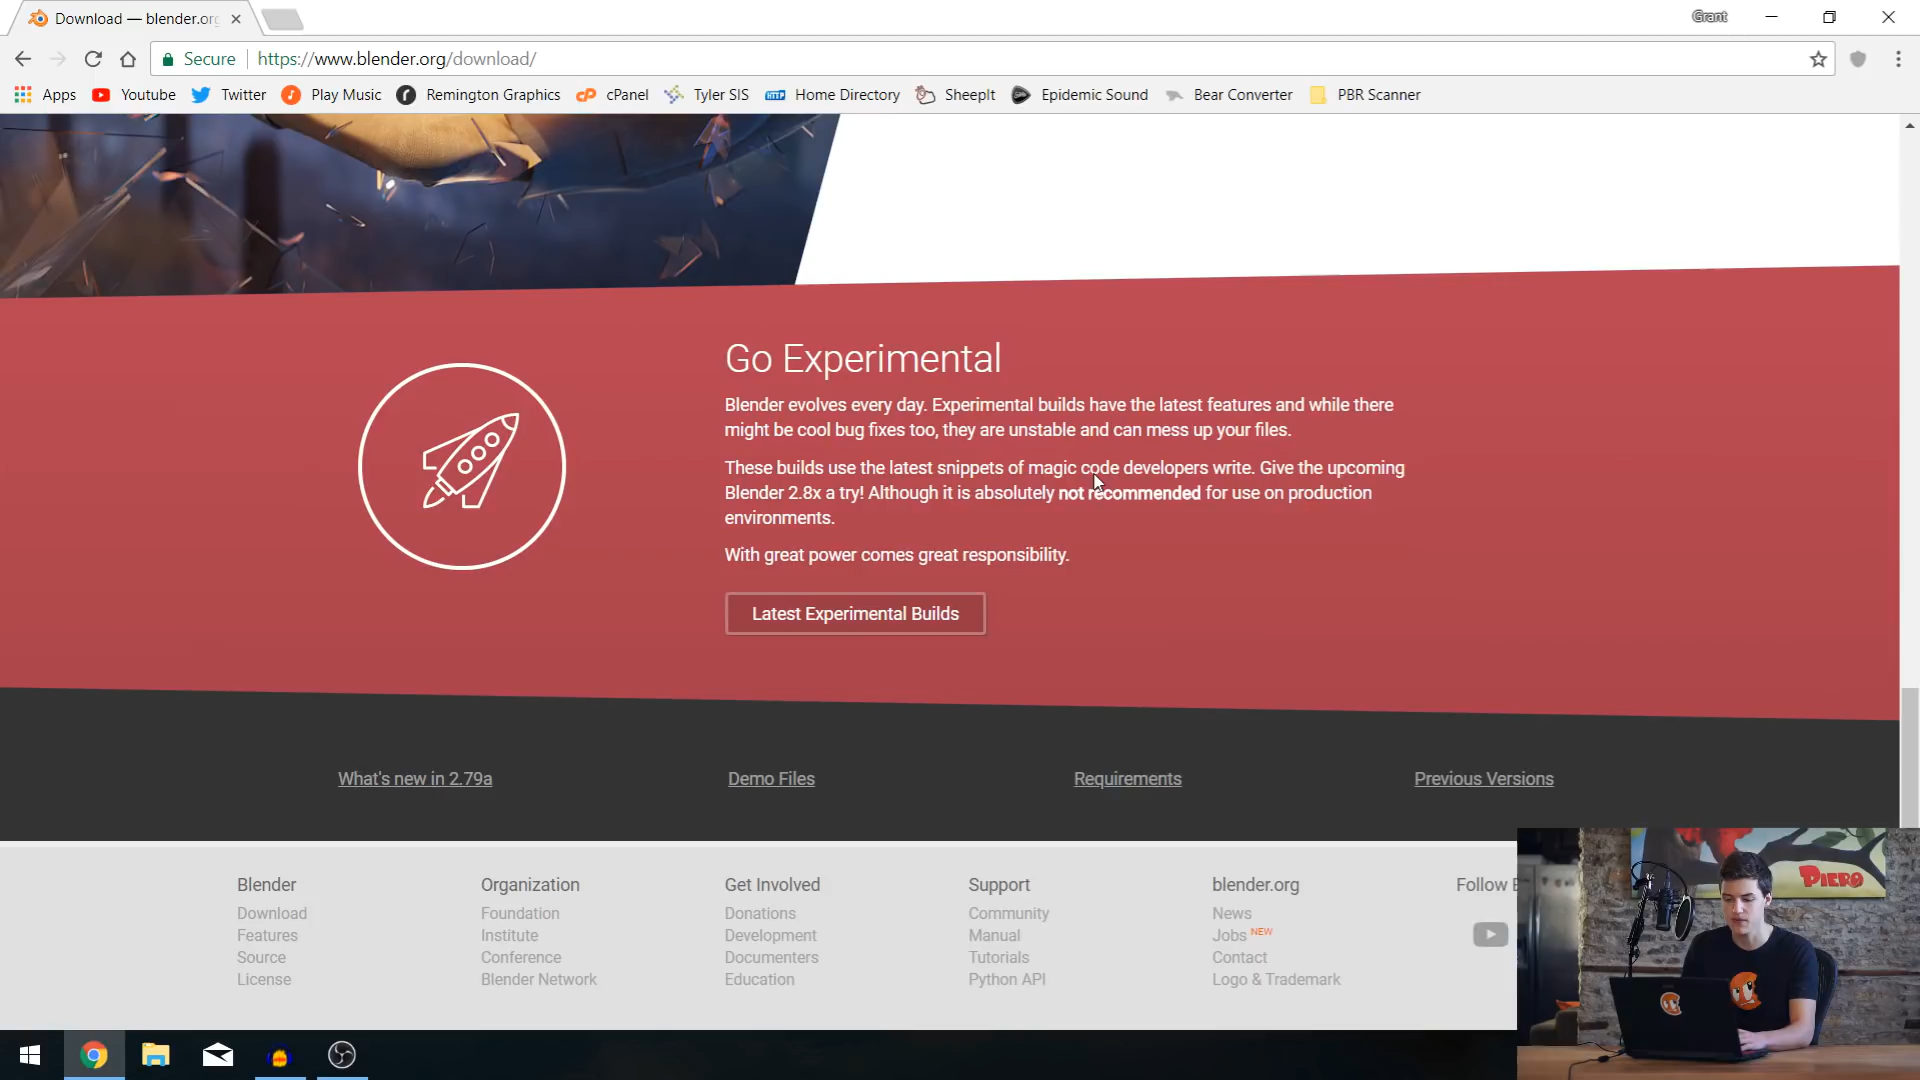 Download — blender.org
Grant
Secure
https://www.blender.org/download/
Apps
Youtube
Twitter
Play Music
Remington Graphics
cPanel
Tyler SIS
Home Directory
SheepIt
Epidemic Sound
Bear Converter
PBR Scanner
Go Experimental
Blender evolves every day. Experimental builds have the latest features and while there
might be cool bug fixes too, they are unstable and can mess up your files.
These builds use the latest snippets of magic code developers write. Give the upcoming
Blender 2.8x a try! Although it is absolutely not recommended for use on production
environments.
With great power comes great responsibility.
Latest Experimental Builds
What's new in 2.79a
Demo Files
Requirements
Previous Versions
Blender
Download
Features
Source
License
Organization
Foundation
Institute
Conference
Blender Network
Get Involved
Donations
Development
Documenters
Education
Support
Community
Manual
Tutorials
Python API
blender.org
News
Jobs NEW
Contact
Logo & Trademark
Follow
PIERO